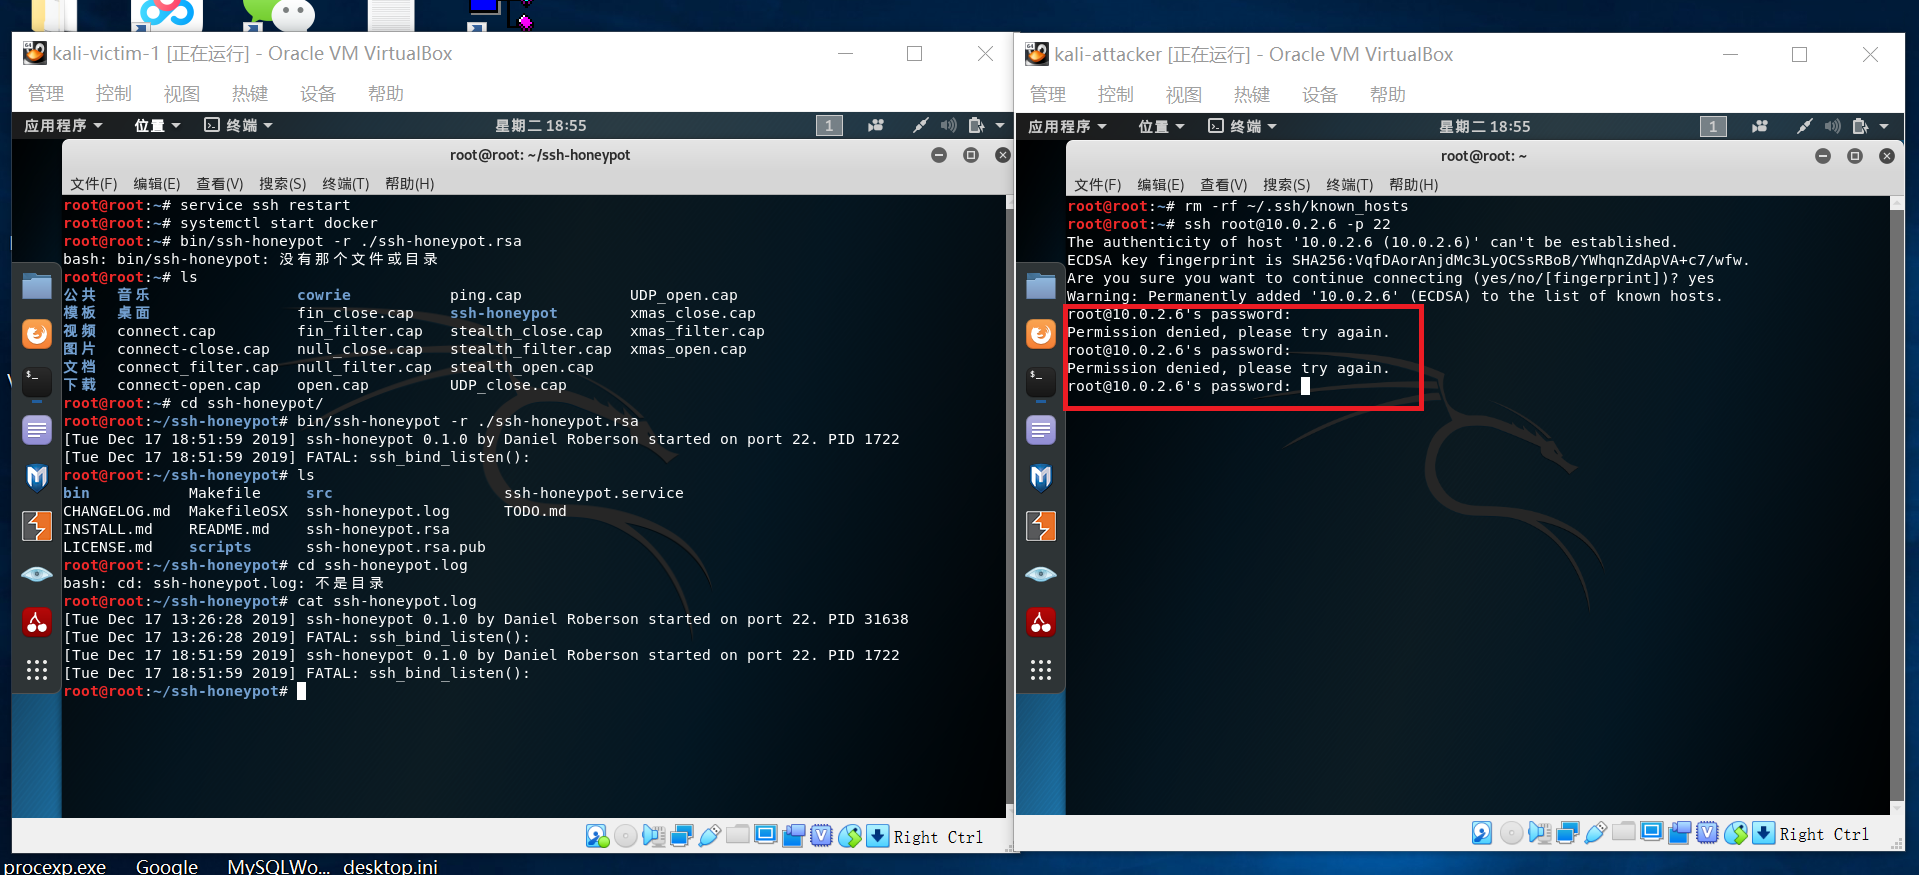 kali-victim-1 [正在运行] - Oracle VM VirtualBox
管理 控制 视图 热键 设备 帮助
应用程序 位置 终端 星期二 18:55 1
root@root: ~/ssh-honeypot
文件(F) 编辑(E) 查看(V) 搜索(S) 终端(T) 帮助(H)
root@root:~# service ssh restart
root@root:~# systemctl start docker
root@root:~# bin/ssh-honeypot -r ./ssh-honeypot.rsa
bash: bin/ssh-honeypot: 没有那个文件或目录
root@root:~# ls
公共 音乐 cowrie ping.cap UDP_open.cap
模板 桌面 fin_close.cap ssh-honeypot xmas_close.cap
视频 connect.cap fin_filter.cap stealth_close.cap xmas_filter.cap
图片 connect-close.cap null_close.cap stealth_filter.cap xmas_open.cap
文档 connect_filter.cap null_filter.cap stealth_open.cap
下载 connect-open.cap open.cap UDP_close.cap
root@root:~# cd ssh-honeypot/
root@root:~/ssh-honeypot# bin/ssh-honeypot -r ./ssh-honeypot.rsa
[Tue Dec 17 18:51:59 2019] ssh-honeypot 0.1.0 by Daniel Roberson started on port 22. PID 1722
[Tue Dec 17 18:51:59 2019] FATAL: ssh_bind_listen():
root@root:~/ssh-honeypot# ls
bin Makefile src ssh-honeypot.service
CHANGELOG.md MakefileOSX ssh-honeypot.log TODO.md
INSTALL.md README.md ssh-honeypot.rsa
LICENSE.md scripts ssh-honeypot.rsa.pub
root@root:~/ssh-honeypot# cd ssh-honeypot.log
bash: cd: ssh-honeypot.log: 不是目录
root@root:~/ssh-honeypot# cat ssh-honeypot.log
[Tue Dec 17 13:26:28 2019] ssh-honeypot 0.1.0 by Daniel Roberson started on port 22. PID 31638
[Tue Dec 17 13:26:28 2019] FATAL: ssh_bind_listen():
[Tue Dec 17 18:51:59 2019] ssh-honeypot 0.1.0 by Daniel Roberson started on port 22. PID 1722
[Tue Dec 17 18:51:59 2019] FATAL: ssh_bind_listen():
root@root:~/ssh-honeypot#
Right Ctrl
kali-attacker [正在运行] - Oracle VM VirtualBox
管理 控制 视图 热键 设备 帮助
应用程序 位置 终端 星期二 18:55 1
root@root: ~
文件(F) 编辑(E) 查看(V) 搜索(S) 终端(T) 帮助(H)
root@root:~# rm -rf ~/.ssh/known_hosts
root@root:~# ssh root@10.0.2.6 -p 22
The authenticity of host '10.0.2.6 (10.0.2.6)' can't be established.
ECDSA key fingerprint is SHA256:VqfDAorAnjdMc3LyOCSsRBoB/YWhqnZdApVA+c7/wfw.
Are you sure you want to continue connecting (yes/no/[fingerprint])? yes
Warning: Permanently added '10.0.2.6' (ECDSA) to the list of known hosts.
root@10.0.2.6's password:
Permission denied, please try again.
root@10.0.2.6's password:
Permission denied, please try again.
root@10.0.2.6's password:
Right Ctrl
procexp.exe Google MySQLWo... desktop.ini